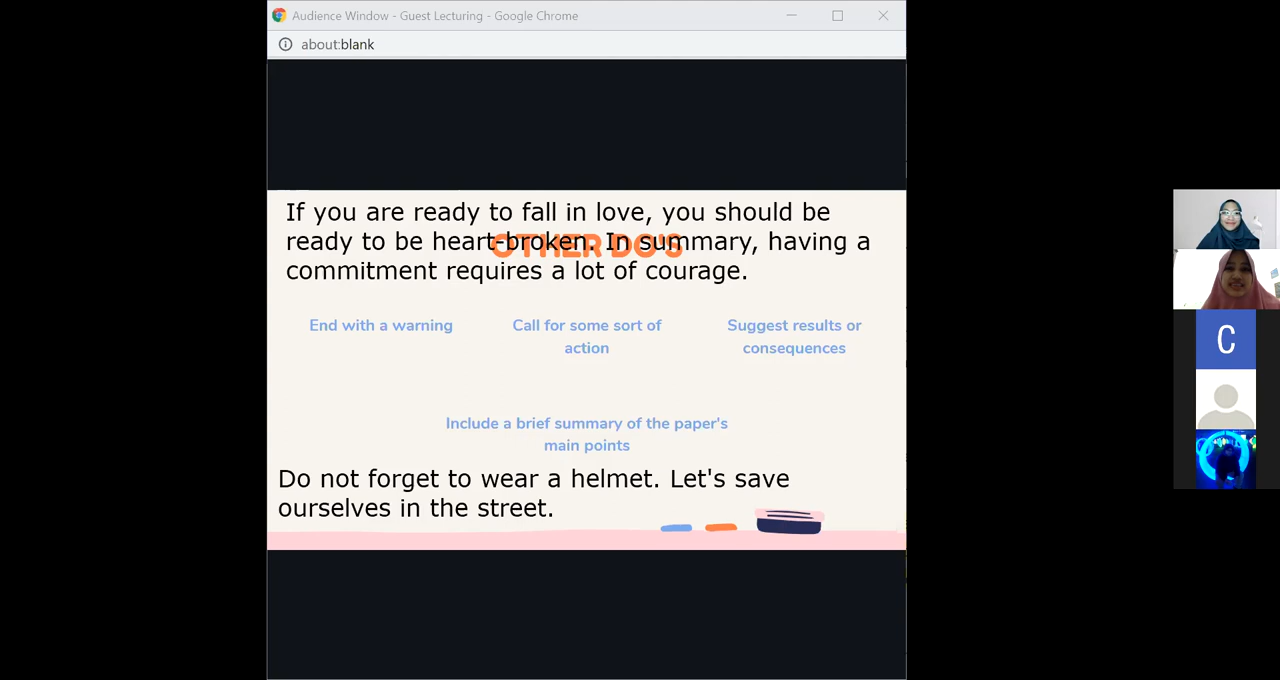 Audience Window - Guest Lecturing - Google Chrome
about:blank
If you are ready to fall in love, you should be
ready to be heart-broken. In summary, having a
commitment requires a lot of courage.
OTHER DO'S
End with a warning
Call for some sort of
action
Suggest results or
consequences
Include a brief summary of the paper's
main points
Do not forget to wear a helmet. Let's save
ourselves in the street.
C